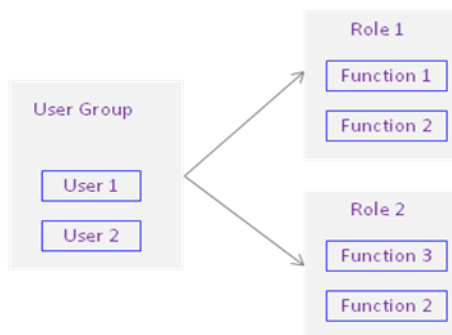 User Group
User 1
User 2
Role 1
Function 1
Function 2
Role 2
Function 3
Function 2